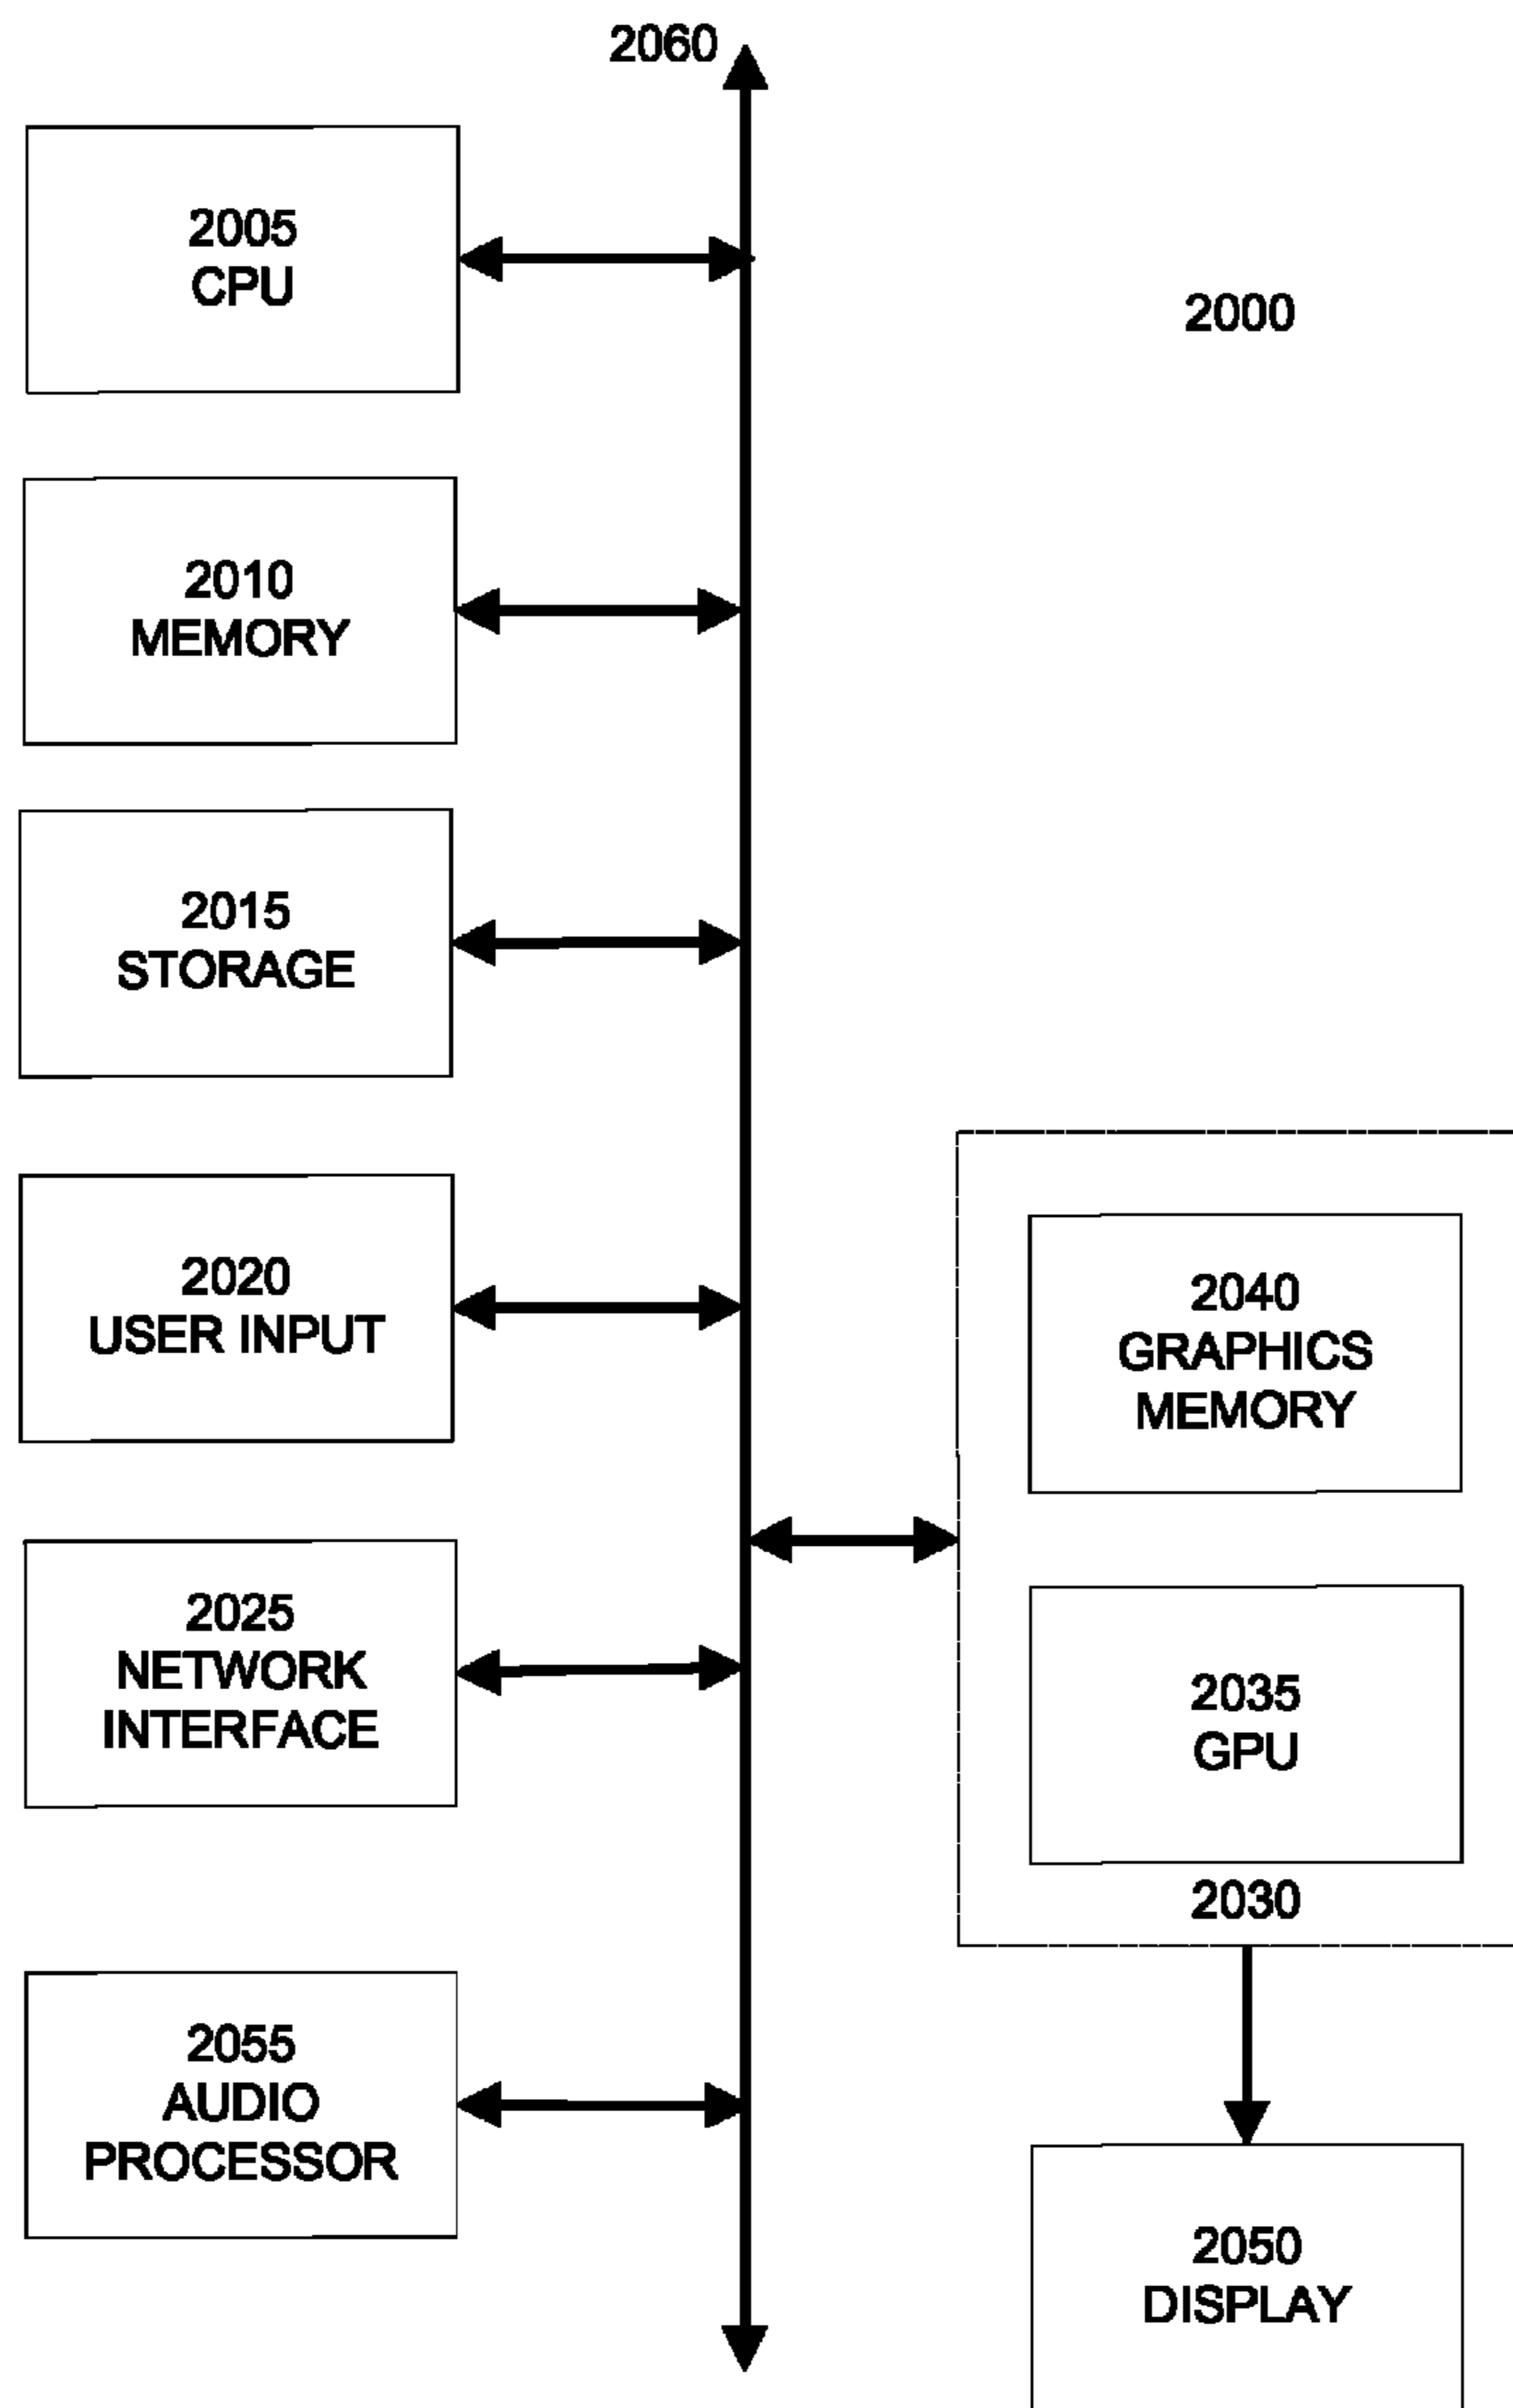 2060
2005
CPU
2000
2010
MEMORY
2015
STORAGE
2020
USER INPUT
2040
GRAPHICS
MEMORY
2025
NETWORK
INTERFACE
2035
GPU
2030
2055
AUDIO
PROCESSOR
2050
DISPLAY